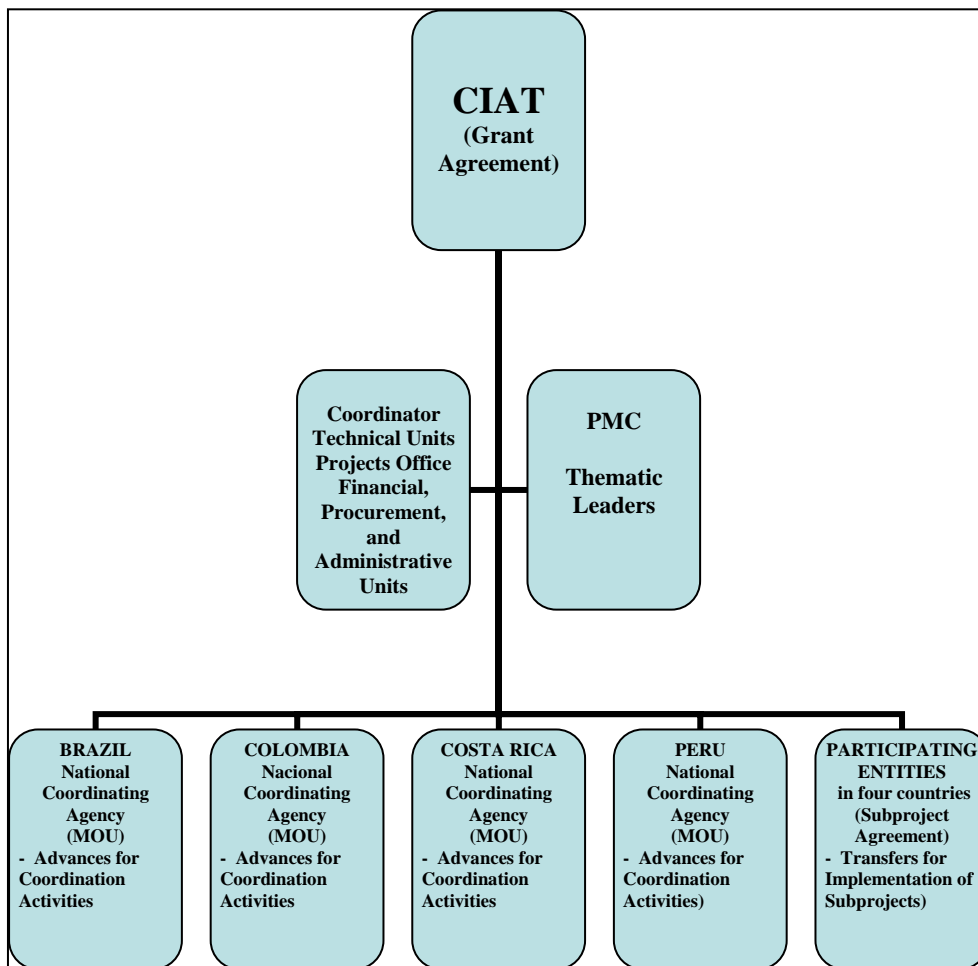 CIAT
(Grant
Agreement)
Coordinator
Technical Units
Projects Office
Financial,
Procurement,
and
Administrative
Units
PMC
Thematic
Leaders
BRAZIL
National
Coordinating
Agency
(MOU)
- Advances for
Coordination
Activities
COLOMBIA
Nacional
Coordinating
Agency
(MOU)
- Advances for
Coordination
Activities
COSTA RICA
National
Coordinating
Agency
(MOU)
- Advances for
Coordination
Activities
PERU
National
Coordinating
Agency
(MOU)
- Advances for
Coordination
Activities)
PARTICIPATING
ENTITIES
in four countries
(Subproject
Agreement)
- Transfers for
Implementation of
Subprojects)